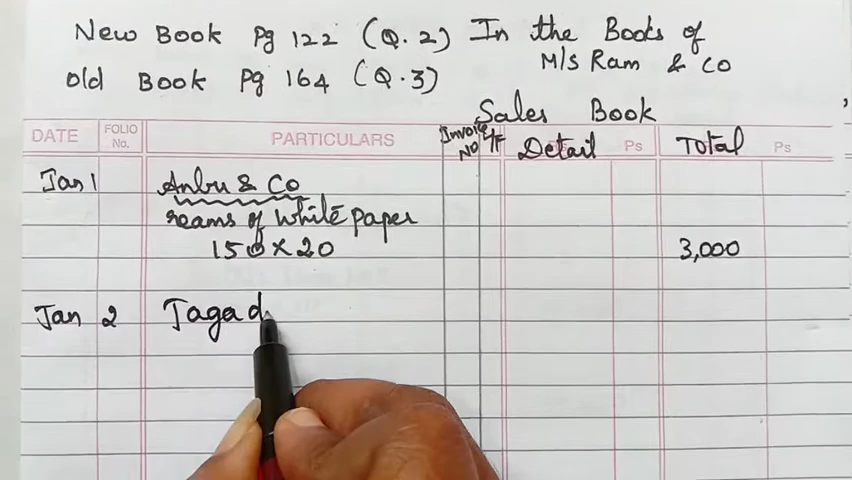 New Book Pg 122 (Q.2) In the Books of
M/s Ram & Co
old Book Pg 164 (Q.3)
Sales Book
DATE FOLIO No. PARTICULARS Invoice No L/F Detail Ps Total Ps
Jan 1 Anbu & Co
reams of White paper
150 x 20 3,000
Jan 2 Jagad